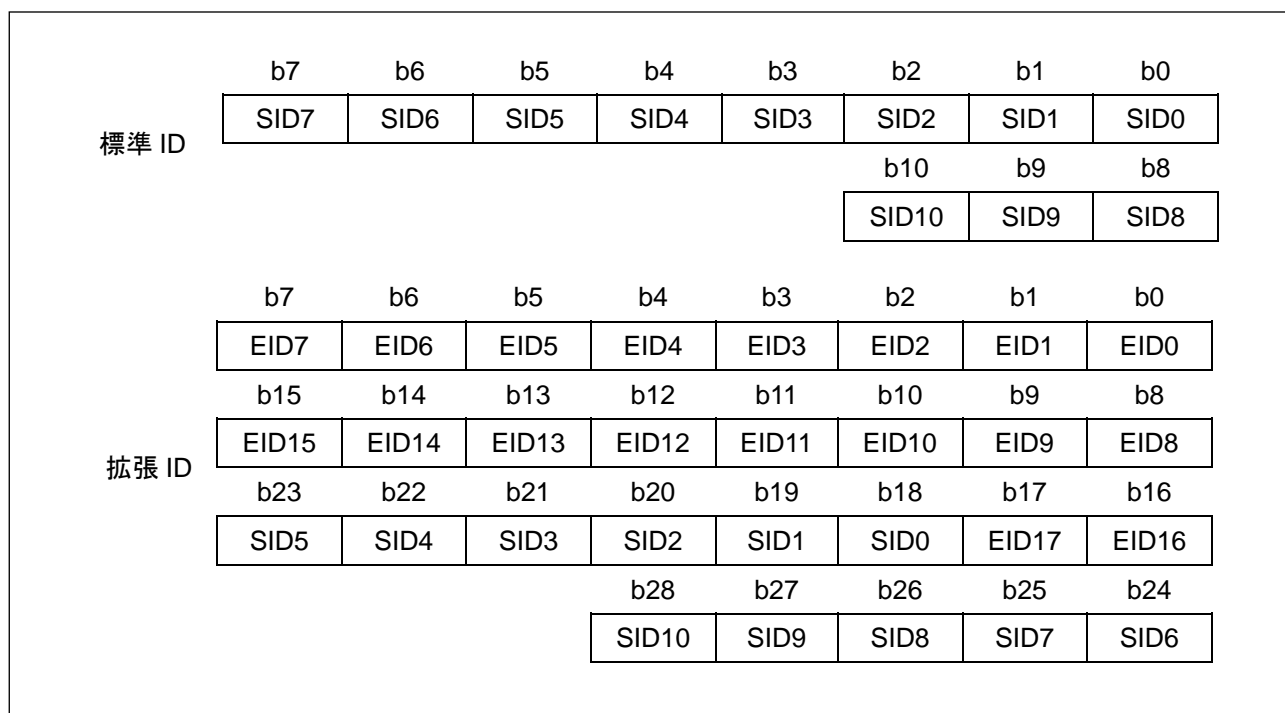 b7 b6 b5 b4 b3 b2 b1 b0
標準 ID SID7 SID6 SID5 SID4 SID3 SID2 SID1 SID0
b10 b9 b8
SID10 SID9 SID8
b7 b6 b5 b4 b3 b2 b1 b0
EID7 EID6 EID5 EID4 EID3 EID2 EID1 EID0
b15 b14 b13 b12 b11 b10 b9 b8
拡張 ID EID15 EID14 EID13 EID12 EID11 EID10 EID9 EID8
b23 b22 b21 b20 b19 b18 b17 b16
SID5 SID4 SID3 SID2 SID1 SID0 EID17 EID16
b28 b27 b26 b25 b24
SID10 SID9 SID8 SID7 SID6